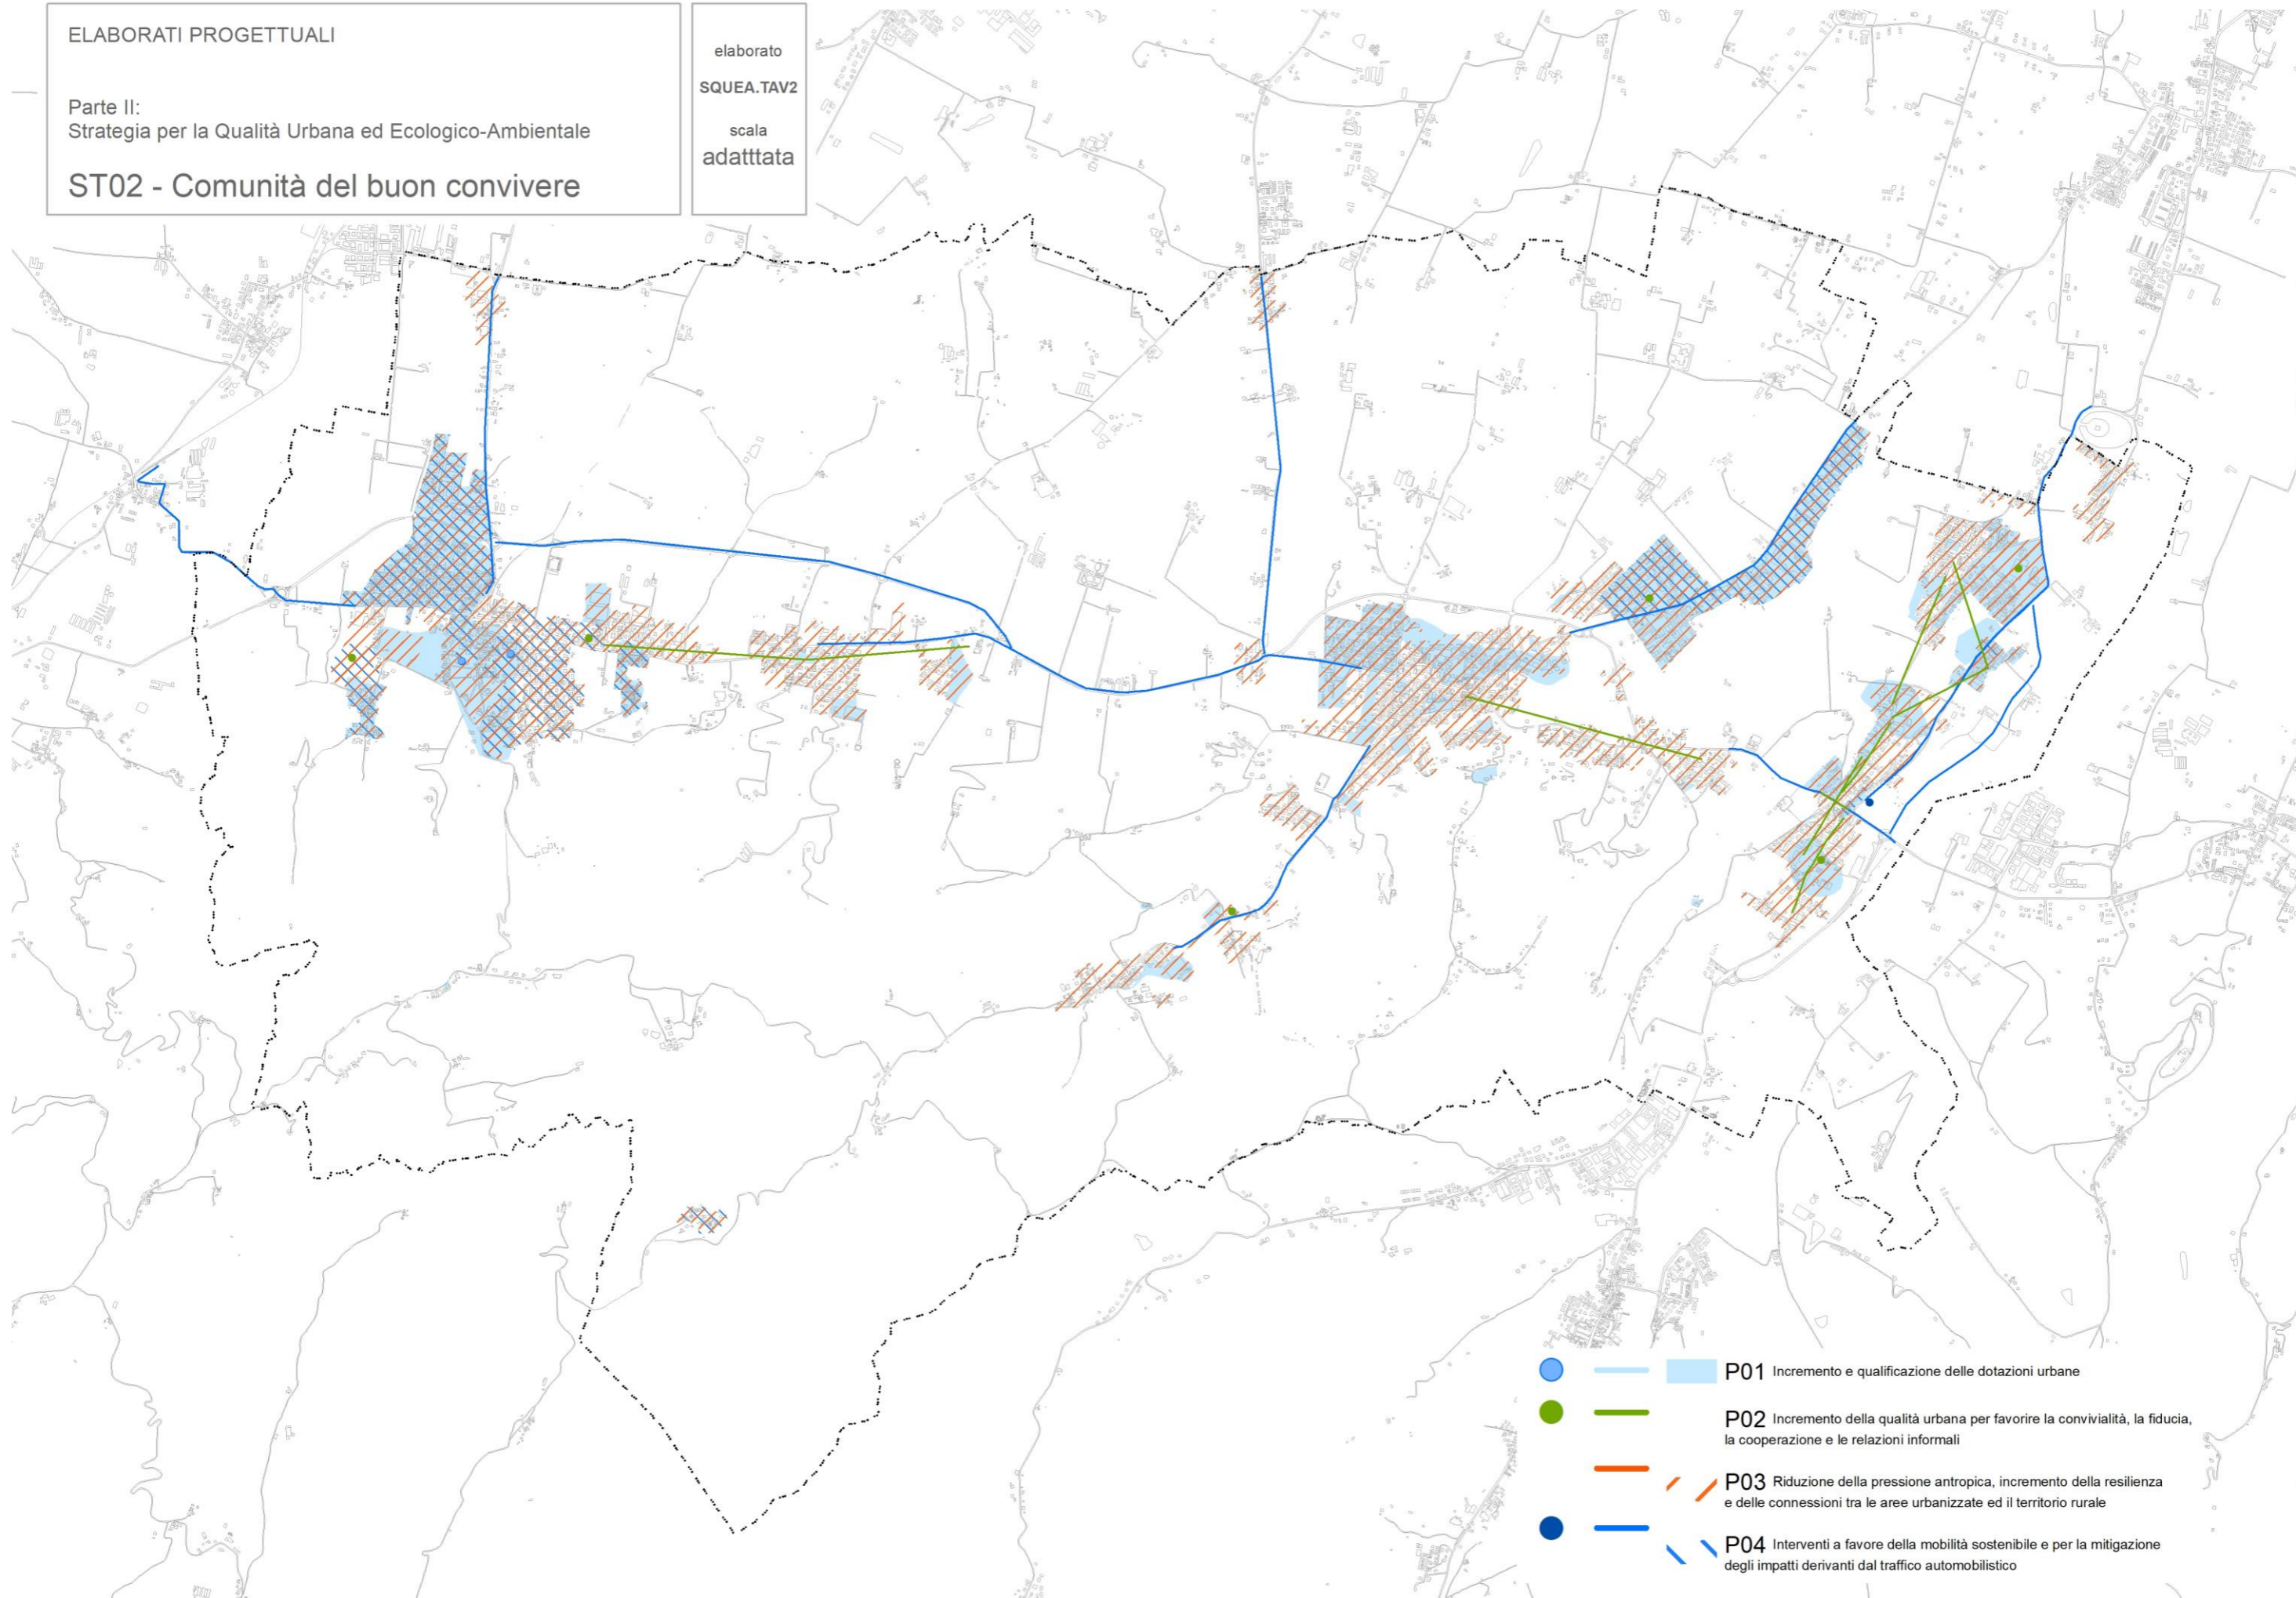 ELABORATI PROGETTUALI
Parte II:
Strategia per la Qualità Urbana ed Ecologico-Ambientale
ST02 - Comunità del buon convivere
elaborato
SQUEA.TAV2
scala
adatttata
P01 Incremento e qualificazione delle dotazioni urbane
P02 Incremento della qualità urbana per favorire la convivialità, la fiducia,
la cooperazione e le relazioni informali
P03 Riduzione della pressione antropica, incremento della resilienza
e delle connessioni tra le aree urbanizzate ed il territorio rurale
P04 Interventi a favore della mobilità sostenibile e per la mitigazione
degli impatti derivanti dal traffico automobilistico